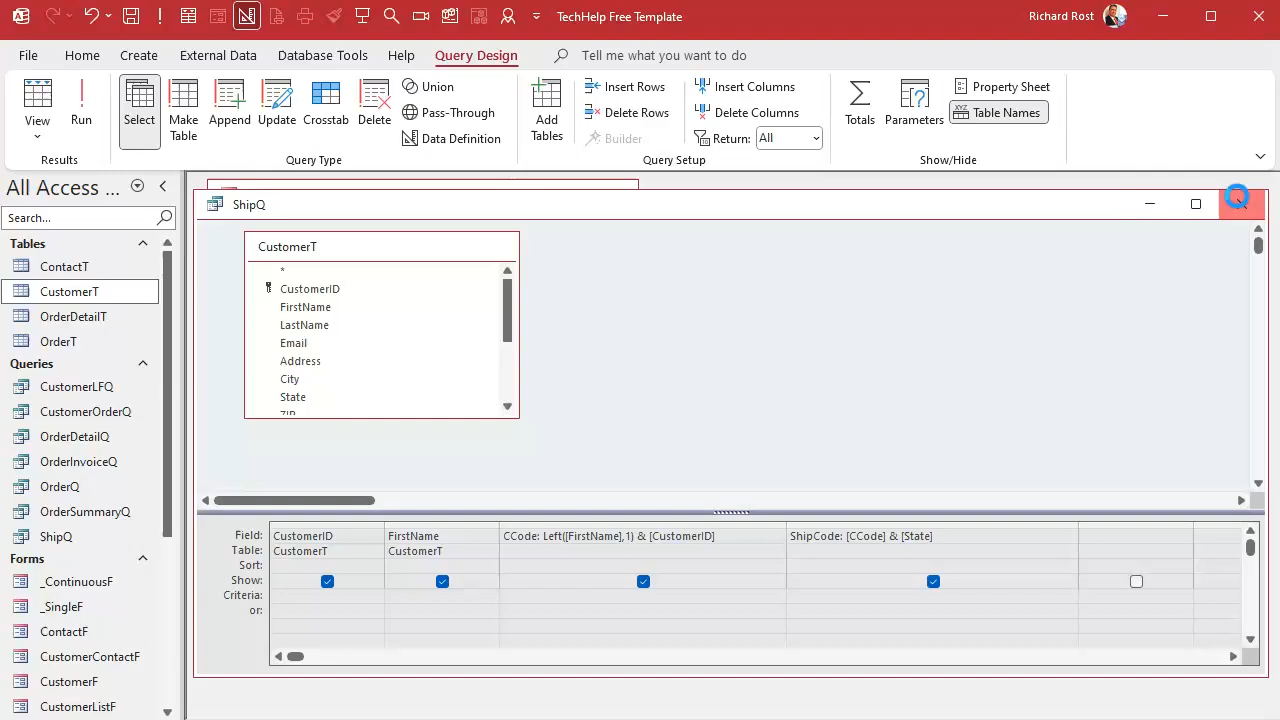 TechHelp Free Template
Richard Rost
File Home Create External Data Database Tools Help Query Design Tell me what you want to do
View Run Select Make Table Append Update Crosstab Delete
Union
Pass-Through
Data Definition
Add Tables
Insert Rows
Delete Rows
Builder
Insert Columns
Delete Columns
Return: All
Totals Parameters
Property Sheet
XYZ Table Names
Results Query Type Query Setup Show/Hide
All Access ...
Search...
Tables
ContactT
CustomerT
OrderDetailT
OrderT
Queries
CustomerLFQ
CustomerOrderQ
OrderDetailQ
OrderInvoiceQ
OrderQ
OrderSummaryQ
ShipQ
Forms
_ContinuousF
_SingleF
ContactF
CustomerContactF
CustomerF
CustomerListF
ShipQ
CustomerT
*
CustomerID
FirstName
LastName
Email
Address
City
State
ZIP
Field: CustomerID FirstName CCode: Left([FirstName],1) & [CustomerID] ShipCode: [CCode] & [State]
Table: CustomerT CustomerT
Sort:
Show:
Criteria:
or: